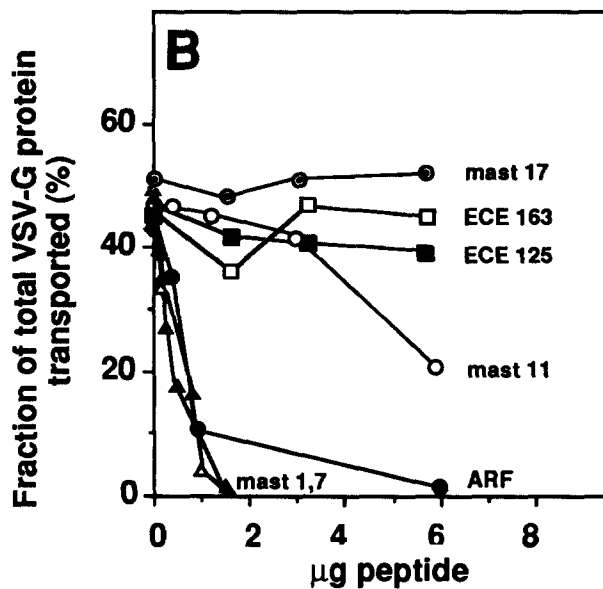 B
Fraction of total VSV-G protein
transported (%)
60
40
20
0
mast 17
ECE 163
ECE 125
mast 11
ARF
mast 1,7
0 2 4 6 8
µg peptide